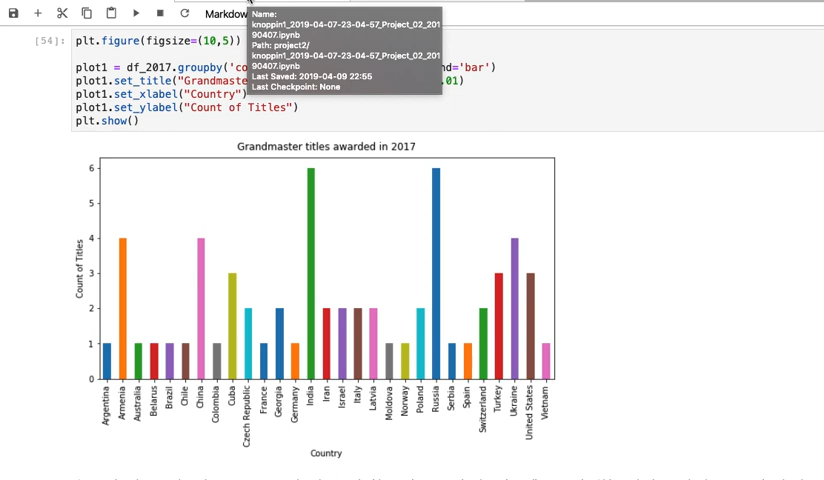 Markdow
Name:
knoppin1_2019-04-07-23-04-57_Project_02_201
90407.ipynb
Path: project2/
knoppin1_2019-04-07-23-04-57_Project_02_201
90407.ipynb
Last Saved: 2019-04-09 22:55
Last Checkpoint: None
[54]:
plt.figure(figsize=(10,5))
plot1 = df_2017.groupby('co nd='bar')
plot1.set_title("Grandmaste .01)
plot1.set_xlabel("Country")
plot1.set_ylabel("Count of Titles")
plt.show()
Grandmaster titles awarded in 2017
Count of Titles
6
5
4
3
2
1
0
Argentina
Armenia
Australia
Belarus
Brazil
Chile
China
Colombia
Cuba
Czech Republic
France
Georgia
Germany
India
Iran
Israel
Italy
Latvia
Moldova
Norway
Poland
Russia
Serbia
Spain
Switzerland
Turkey
Ukraine
United States
Vietnam
Country